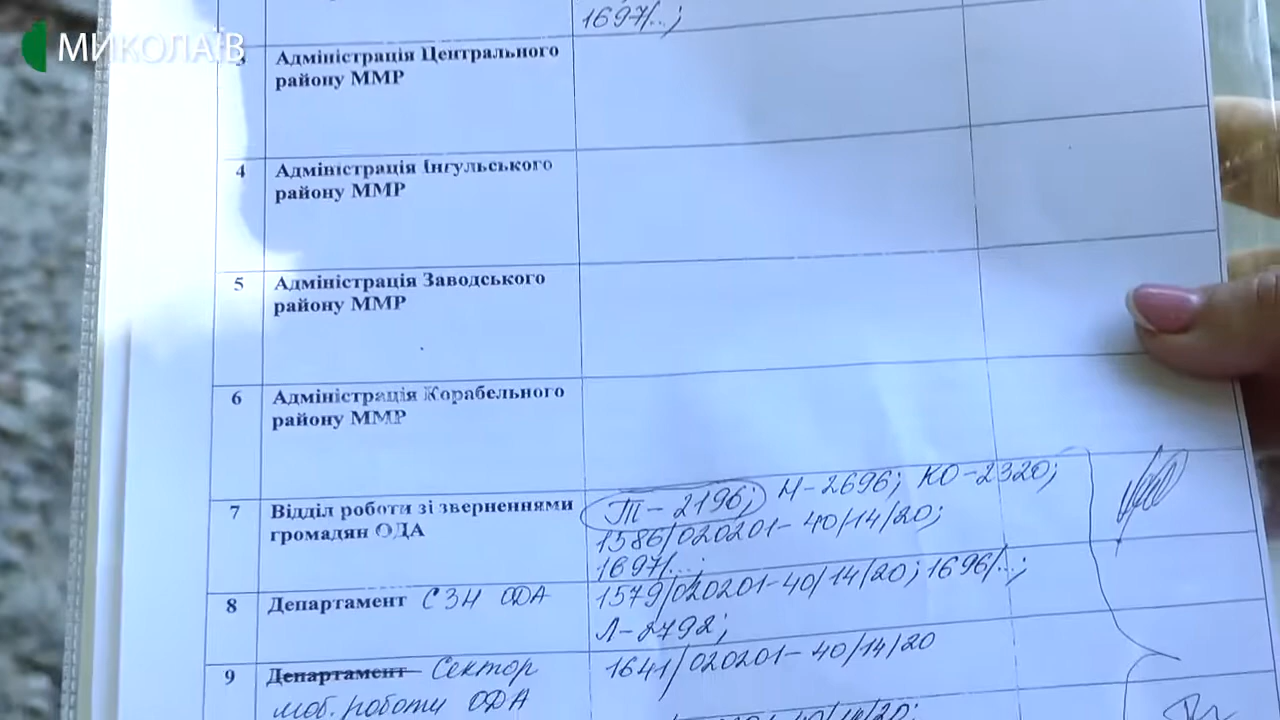 1697/...;
МИКОЛАЇВ
3 Адміністрація Центрального
району ММР
4 Адміністрація Інгульського
району ММР
5 Адміністрація Заводського
району ММР
6 Адміністрація Корабельного
району ММР
7 Відділ роботи зі зверненнями
громадян ОДА
Т-2196; Н-2696; КО-2320;
1586/020201-40/14/20;
1697/...;
8 Департамент СЗН ОДА
1579/020201-40/14/20; 1696/...;
Л-2792;
9 Департамент Сектор
моб. роботи ОДА
1641/020201-40/14/20